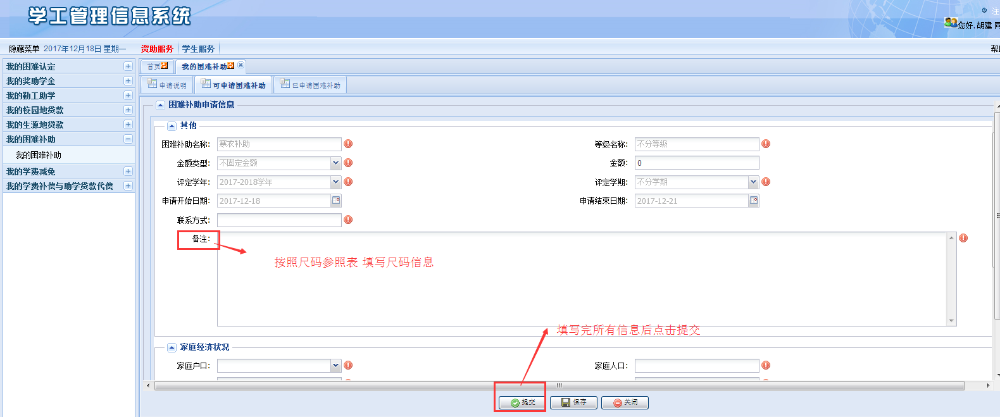 学工管理信息系统
注
您好, 胡建 同
隐藏菜单 2017年12月18日 星期一 资助服务 学生服务
帮
我的困难认定
我的奖助学金
我的勤工助学
我的校园地贷款
我的生源地贷款
我的困难补助
我的困难补助
我的学费减免
我的学费补偿与助学贷款代偿
首页 我的困难补助
申请说明 可申请困难补助 已申请困难补助
困难补助申请信息
其他
困难补助名称: 寒衣补助 等级名称: 不分等级
金额类型: 不固定金额 金额: 0
评定学年: 2017-2018学年 评定学期: 不分学期
申请开始日期: 2017-12-18 申请结束日期: 2017-12-21
联系方式:
备注:
按照尺码参照表 填写尺码信息
填写完所有信息后点击提交
家庭经济状况
家庭户口: 家庭人口:
提交 保存 关闭